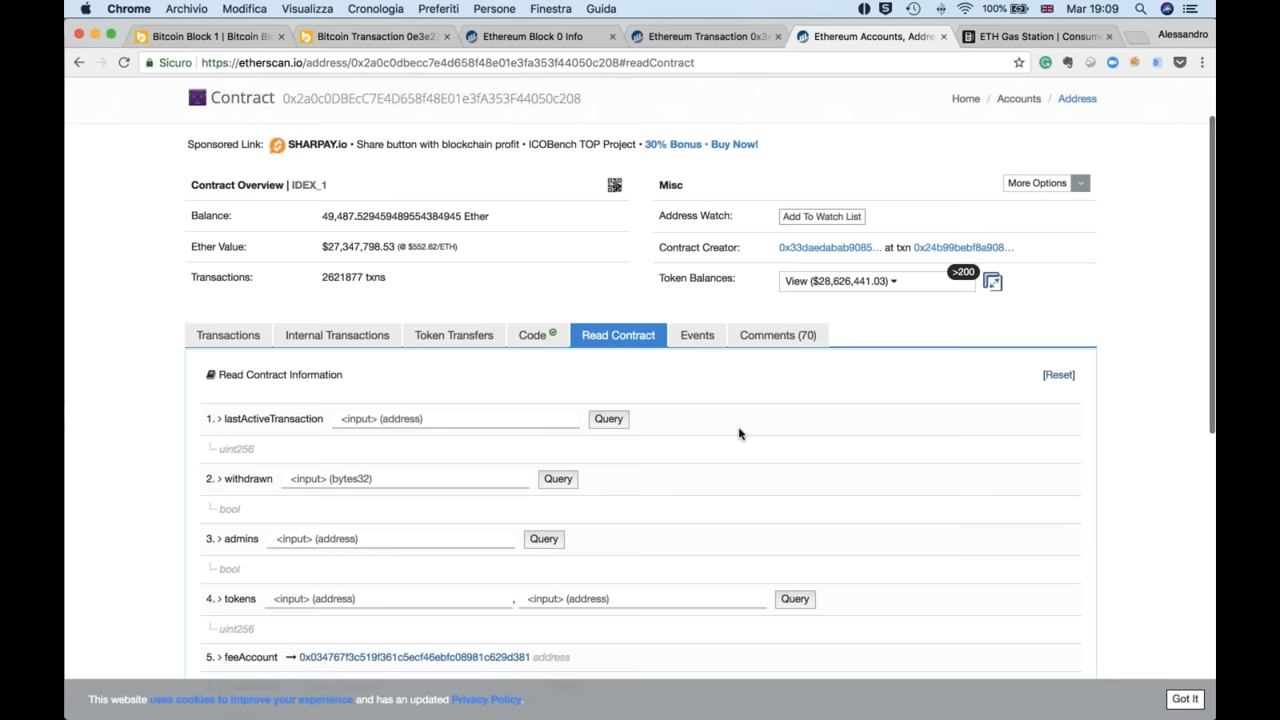 Chrome Archivio Modifica Visualizza Cronologia Preferiti Persone Finestra Guida 100% Mar 19:09
Bitcoin Block 1 | Bitcoin Bl × Bitcoin Transaction 0e3e2 × Ethereum Block 0 Info × Ethereum Transaction 0x3 × Ethereum Accounts, Addre × ETH Gas Station | Consum × Alessandro
Sicuro https://etherscan.io/address/0x2a0c0dbecc7e4d658f48e01e3fa353f44050c208#readContract
Contract 0x2a0c0DBEcC7E4D658f48E01e3fA353F44050c208 Home / Accounts / Address
Sponsored Link: SHARPAY.io • Share button with blockchain profit • ICOBench TOP Project • 30% Bonus • Buy Now!
Contract Overview | IDEX_1 Misc More Options
Balance: 49,487.529459489554384945 Ether Address Watch: Add To Watch List
Ether Value: $27,347,798.53 (@ $552.62/ETH) Contract Creator: 0x33daedabab9085... at txn 0x24b99bebf8a908...
Transactions: 2621877 txns Token Balances: View ($28,626,441.03) >200
Transactions Internal Transactions Token Transfers Code Read Contract Events Comments (70)
Read Contract Information [Reset]
1. › lastActiveTransaction <input> (address) Query
uint256
2. › withdrawn <input> (bytes32) Query
bool
3. › admins <input> (address) Query
bool
4. › tokens <input> (address) , <input> (address) Query
uint256
5. › feeAccount → 0x034767f3c519f361c5ecf46ebfc08981c629d381 address
This website uses cookies to improve your experience and has an updated Privacy Policy. Got It